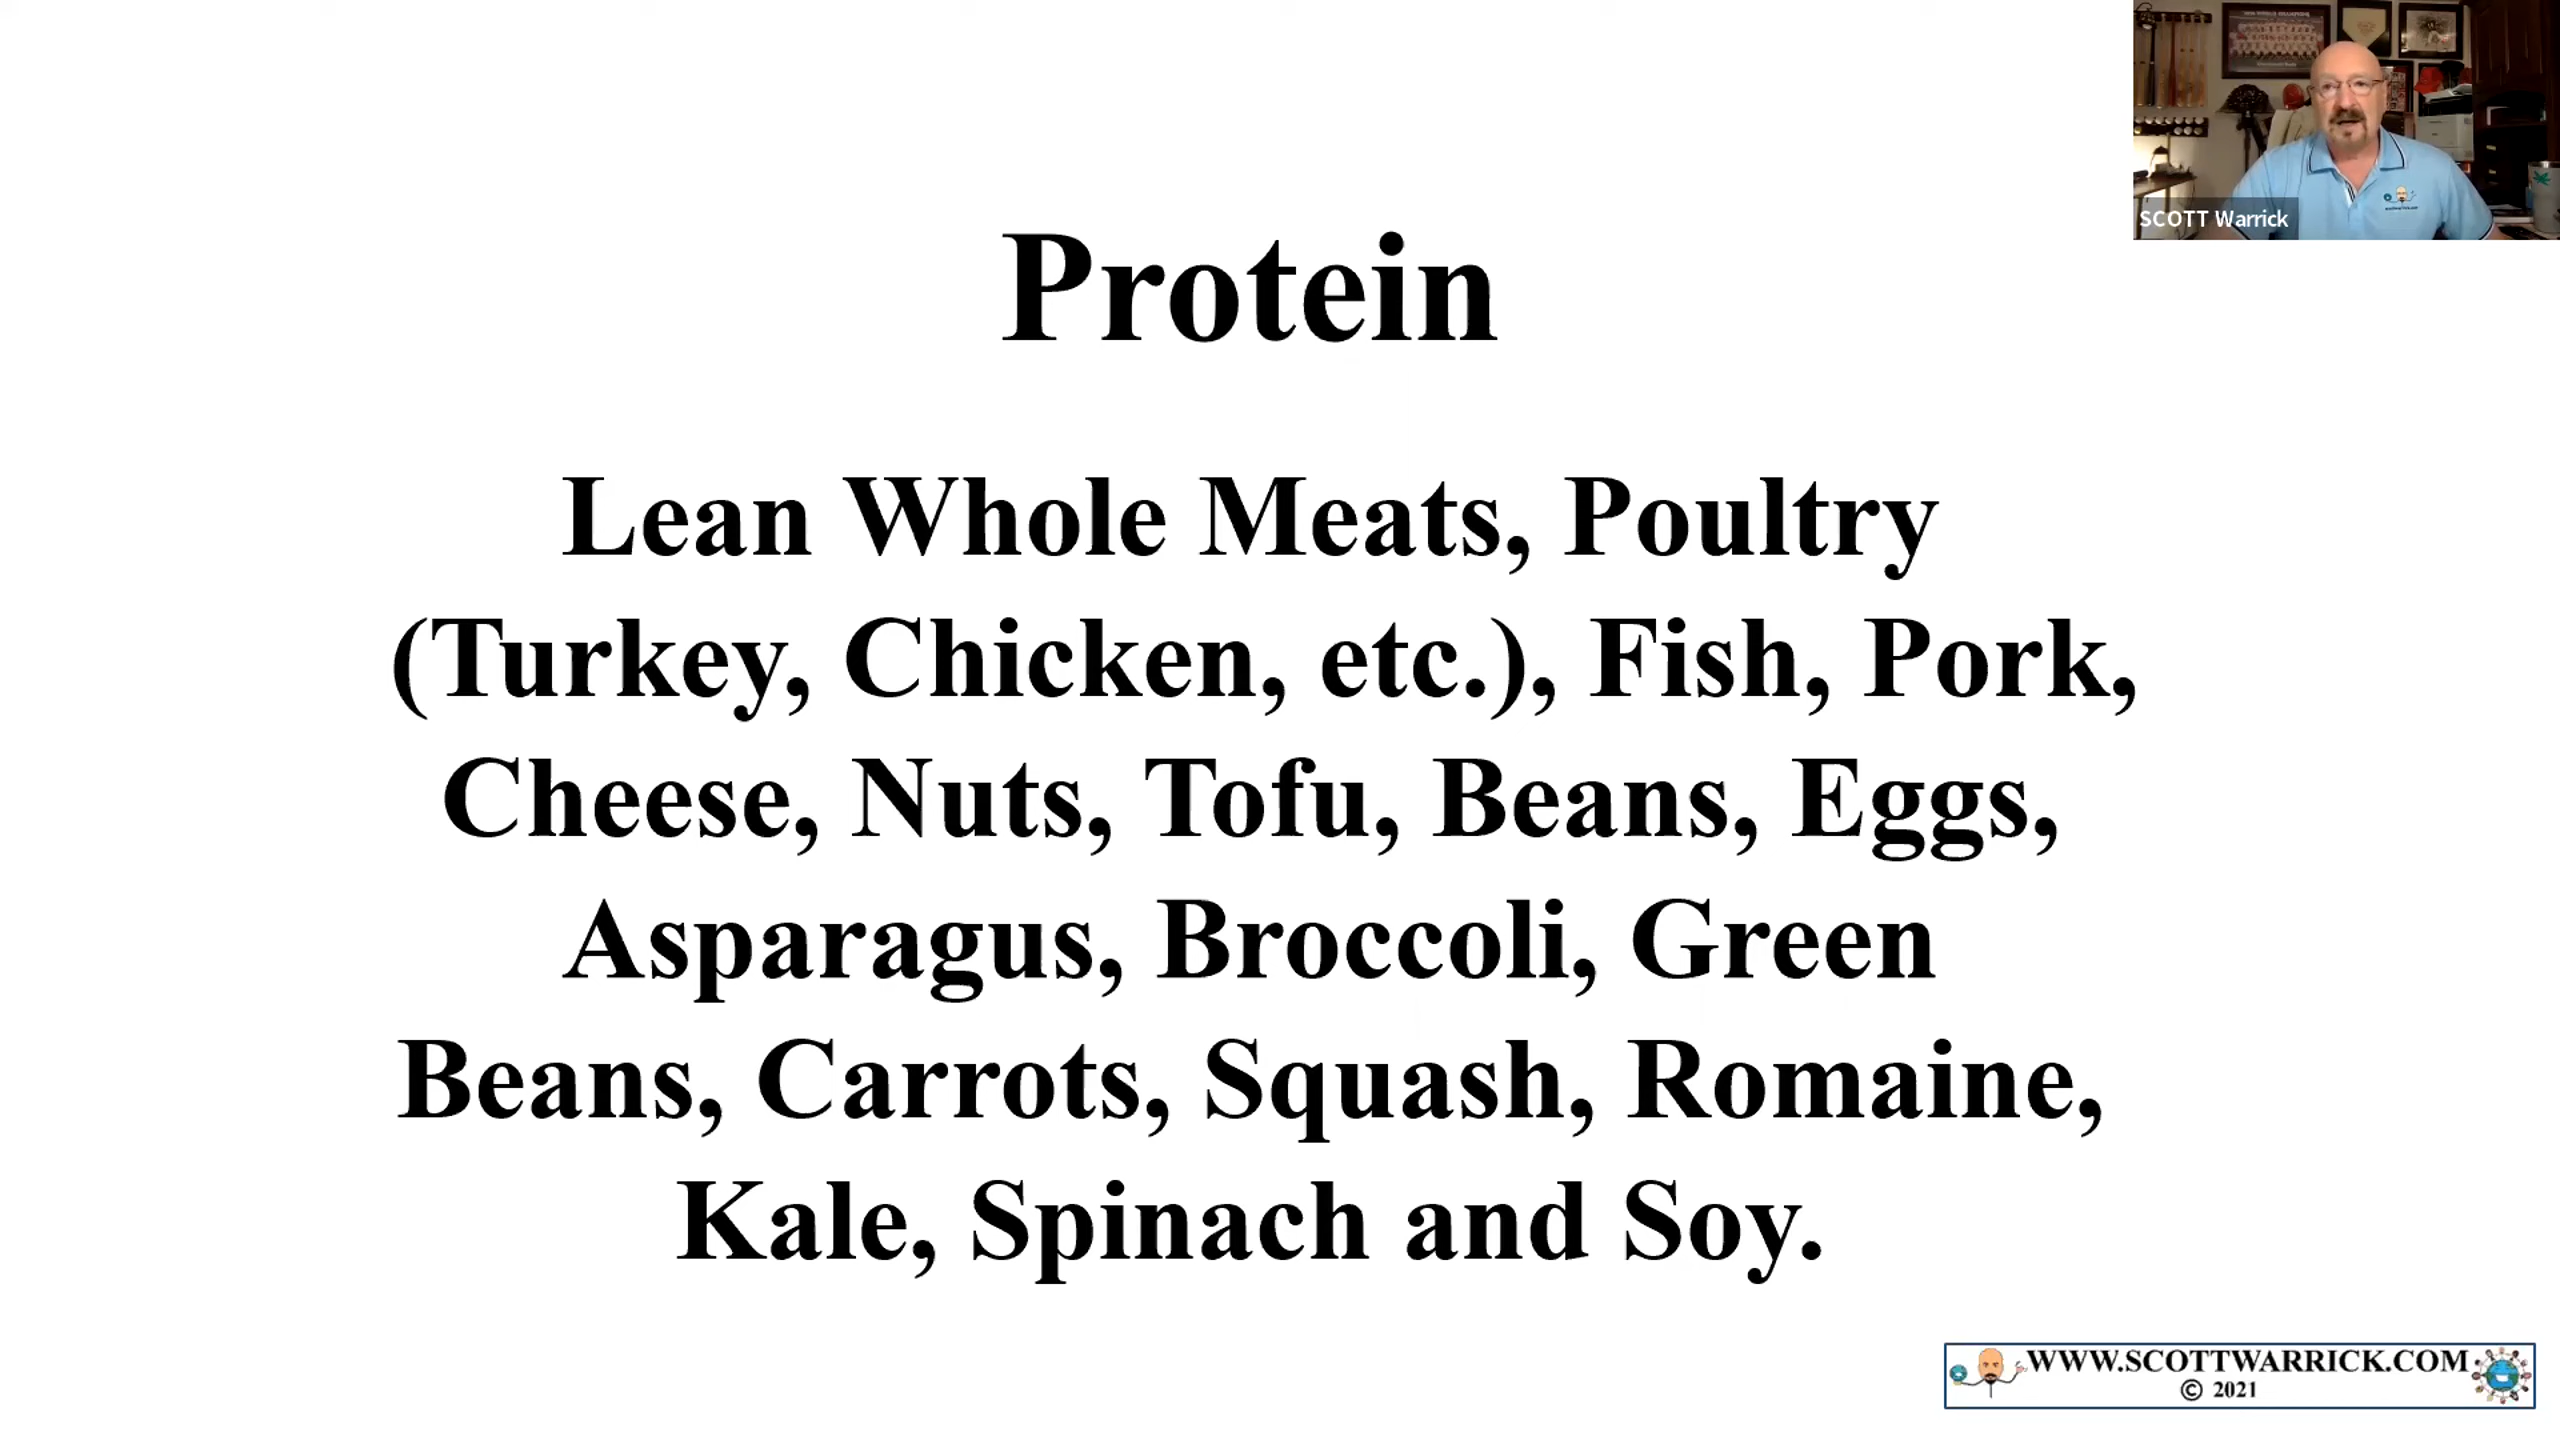 SCOTT Warrick
Protein
Lean Whole Meats, Poultry
(Turkey, Chicken, etc.), Fish, Pork,
Cheese, Nuts, Tofu, Beans, Eggs,
Asparagus, Broccoli, Green
Beans, Carrots, Squash, Romaine,
Kale, Spinach and Soy.
WWW.SCOTTWARRICK.COM
© 2021